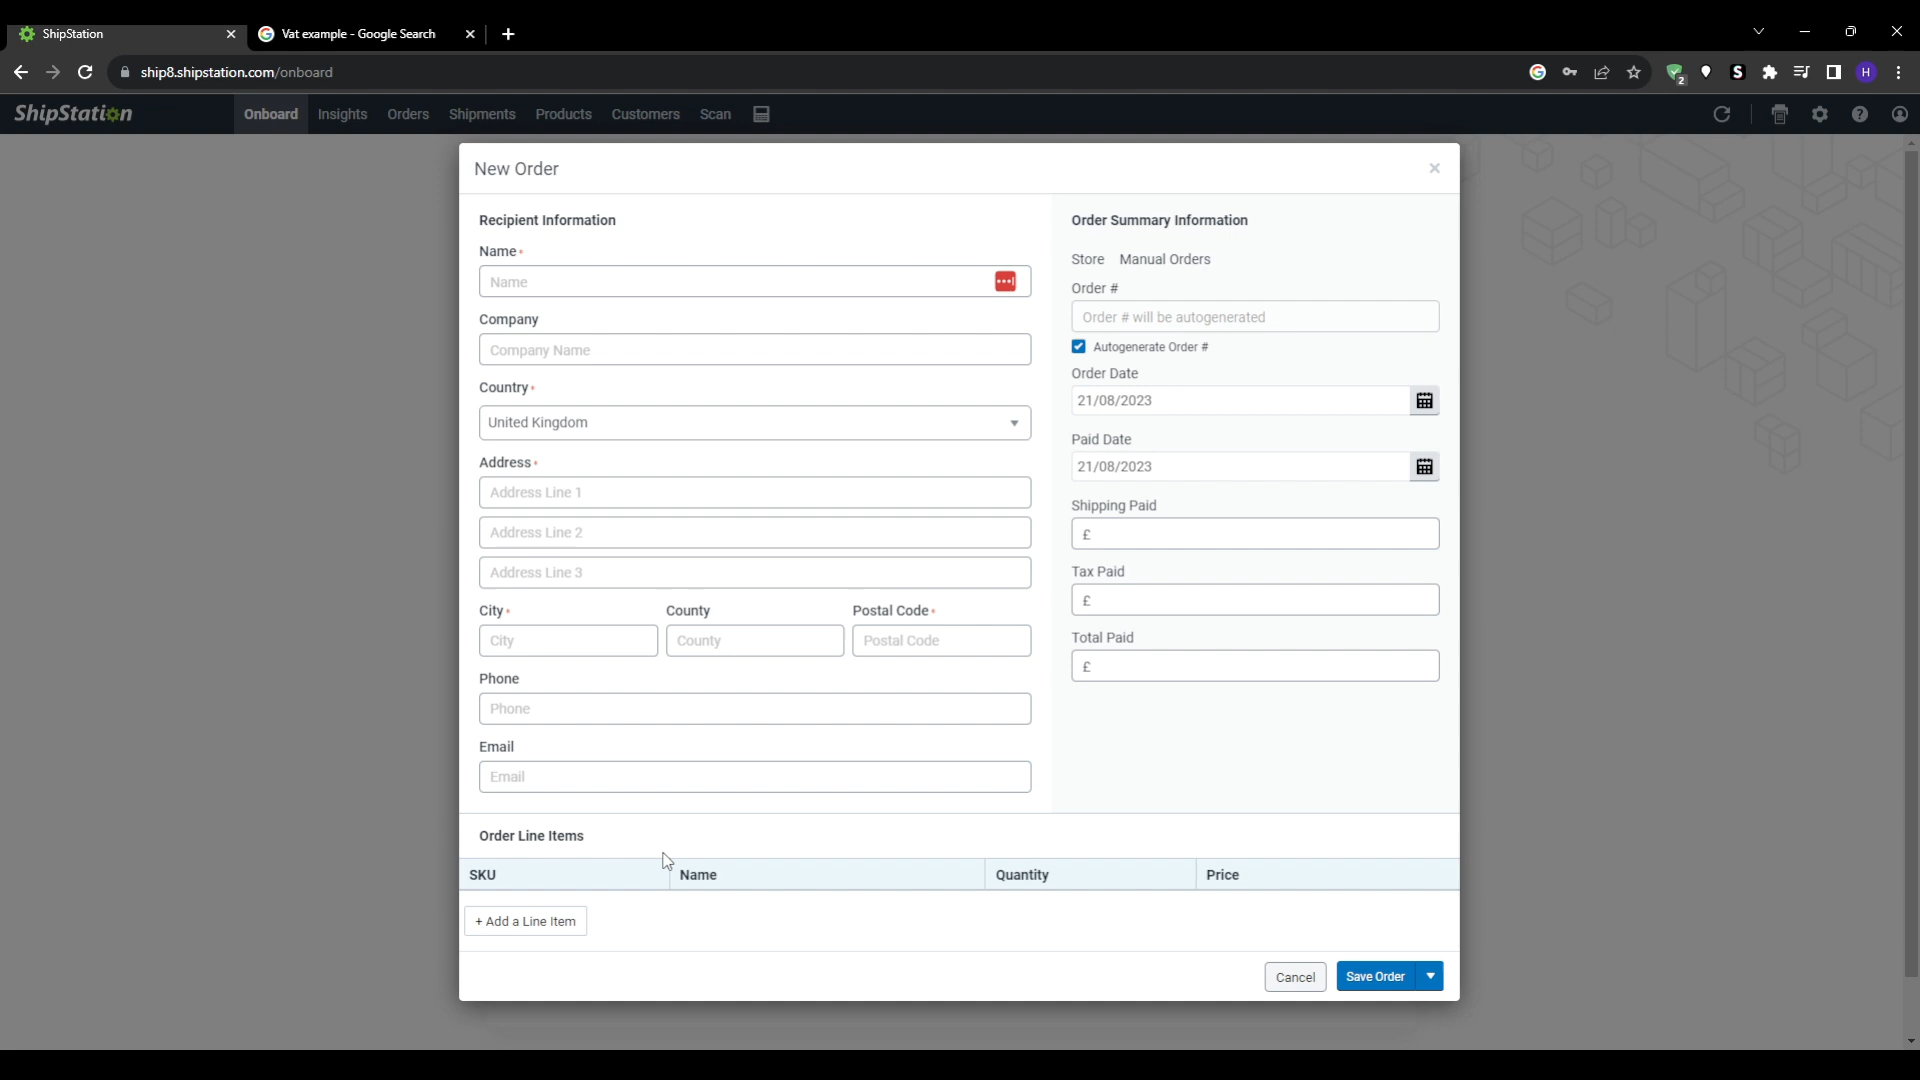 ShipStation
Vat example - Google Search
ship8.shipstation.com/onboard
2
H
ShipStation
Onboard
Insights
Orders
Shipments
Products
Customers
Scan
New Order
Recipient Information
Name*
Name
Company
Company Name
Country*
United Kingdom
Address*
Address Line 1
Address Line 2
Address Line 3
City* County Postal Code*
City County Postal Code
Phone
Phone
Email
Email
Order Summary Information
Store Manual Orders
Order #
Order # will be autogenerated
Autogenerate Order #
Order Date
21/08/2023
Paid Date
21/08/2023
Shipping Paid
£
Tax Paid
£
Total Paid
£
Order Line Items
SKU Name Quantity Price
+ Add a Line Item
Cancel Save Order